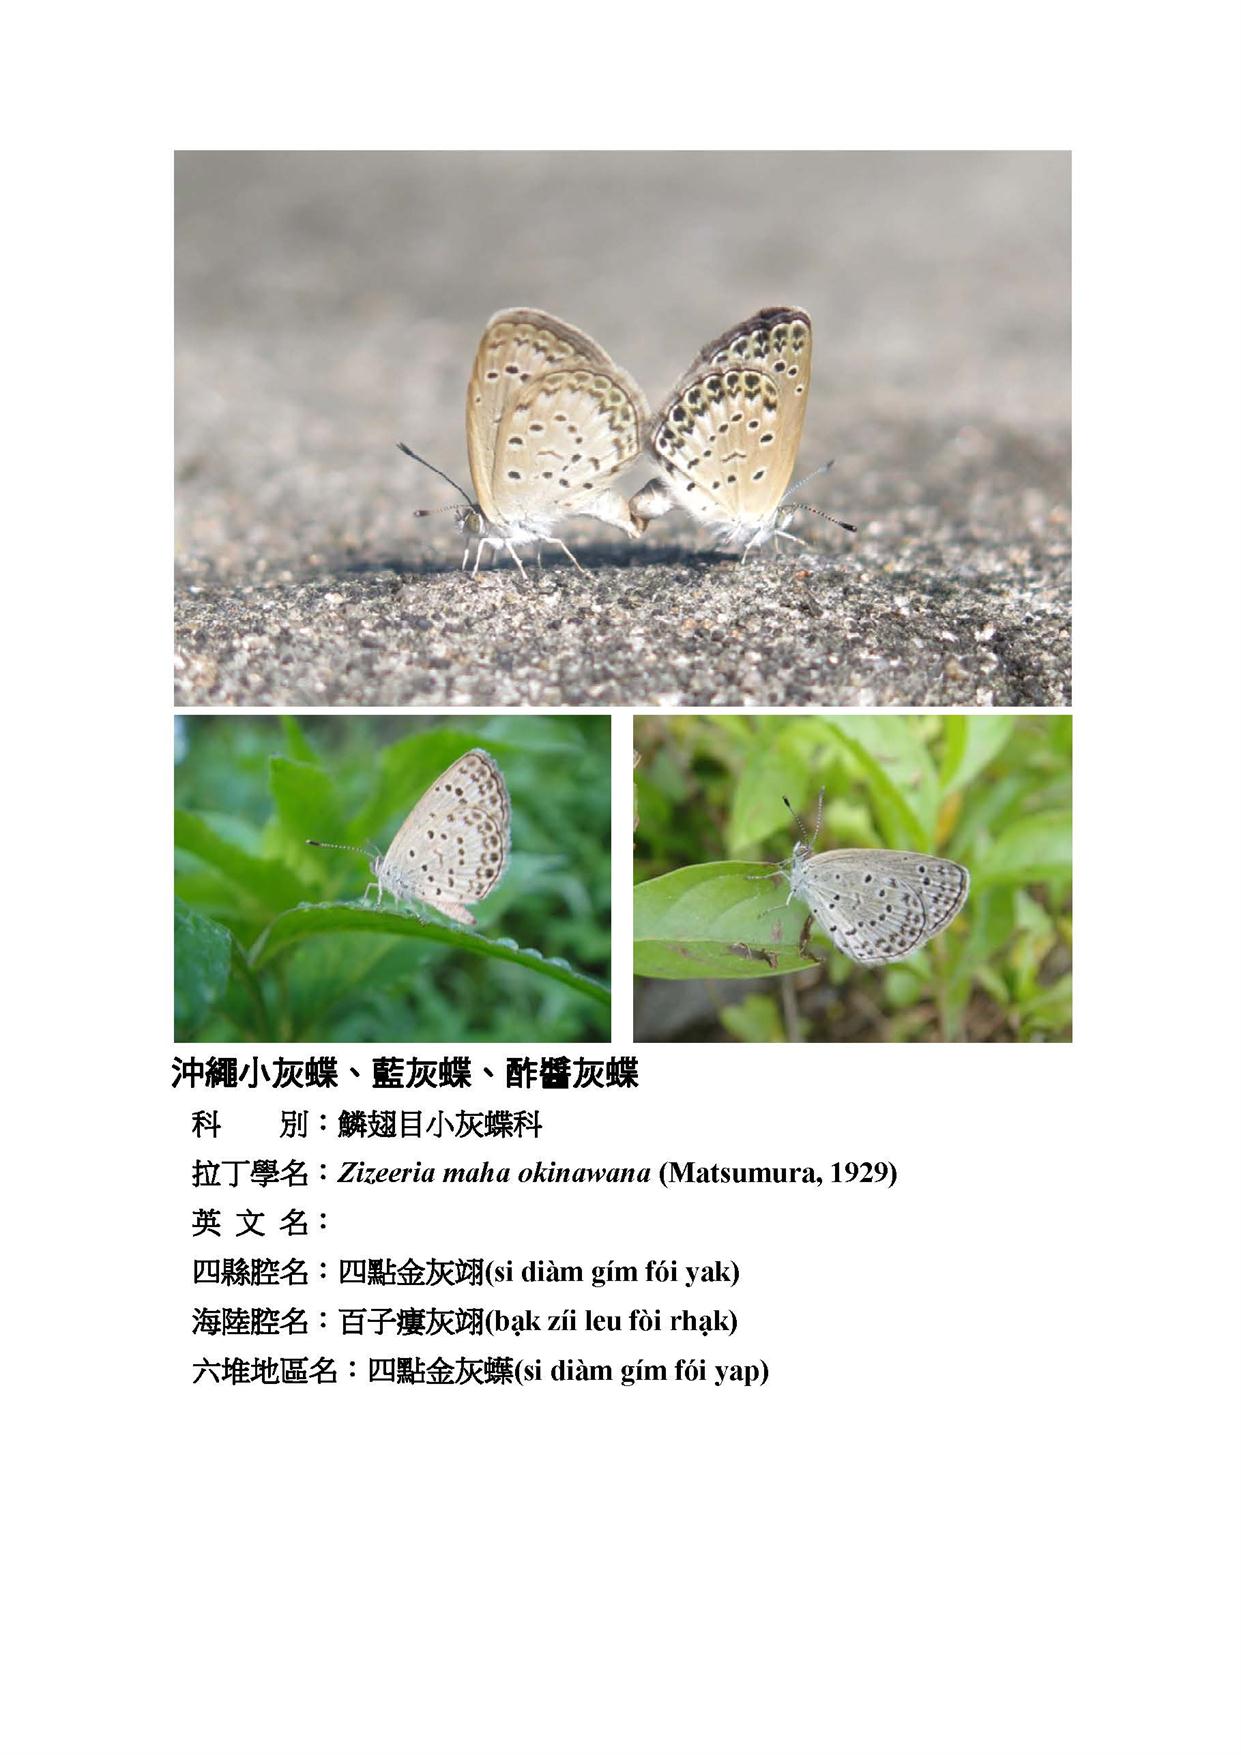 沖繩小灰蝶、藍灰蝶、酢醬灰蝶
科　　別：鱗翅目小灰蝶科
拉丁學名：Zizeeria maha okinawana (Matsumura, 1929)
英 文 名：
四縣腔名：四點金灰翊(si diàm gím fói yak)
海陸腔名：百子癭灰翊(bạk zíi leu fòi rhạk)
六堆地區名：四點金灰蝶(si diàm gím fói yap)